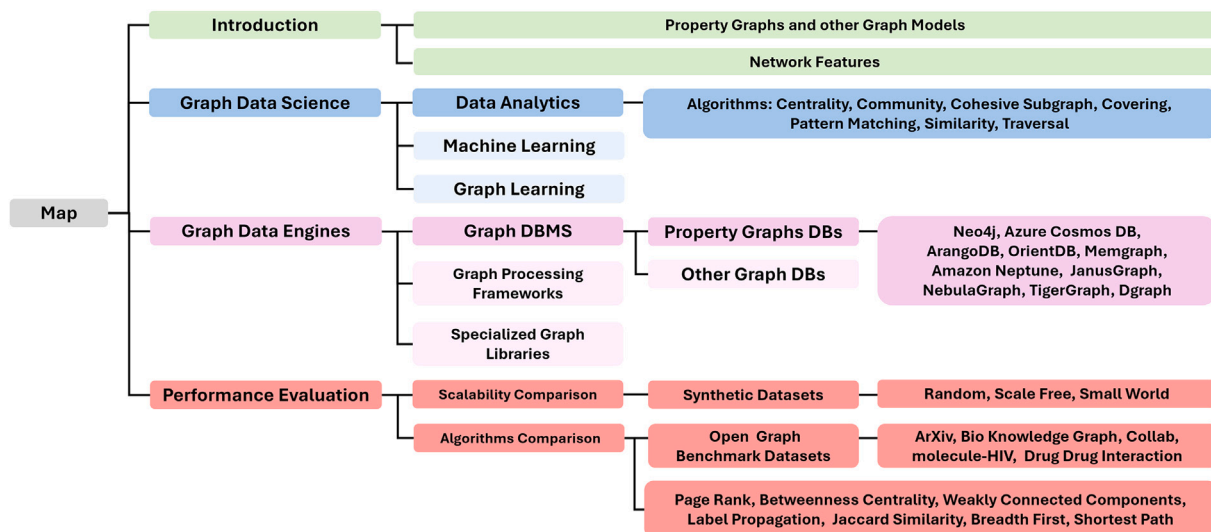 Map
Introduction
Property Graphs and other Graph Models
Network Features
Graph Data Science
Data Analytics
Algorithms: Centrality, Community, Cohesive Subgraph, Covering,
Pattern Matching, Similarity, Traversal
Machine Learning
Graph Learning
Graph Data Engines
Graph DBMS
Property Graphs DBs
Neo4j, Azure Cosmos DB,
ArangoDB, OrientDB, Memgraph,
Amazon Neptune, JanusGraph,
NebulaGraph, TigerGraph, Dgraph
Other Graph DBs
Graph Processing
Frameworks
Specialized Graph
Libraries
Performance Evaluation
Scalability Comparison
Synthetic Datasets
Random, Scale Free, Small World
Algorithms Comparison
Open Graph
Benchmark Datasets
ArXiv, Bio Knowledge Graph, Collab,
molecule-HIV, Drug Drug Interaction
Page Rank, Betweenness Centrality, Weakly Connected Components,
Label Propagation, Jaccard Similarity, Breadth First, Shortest Path